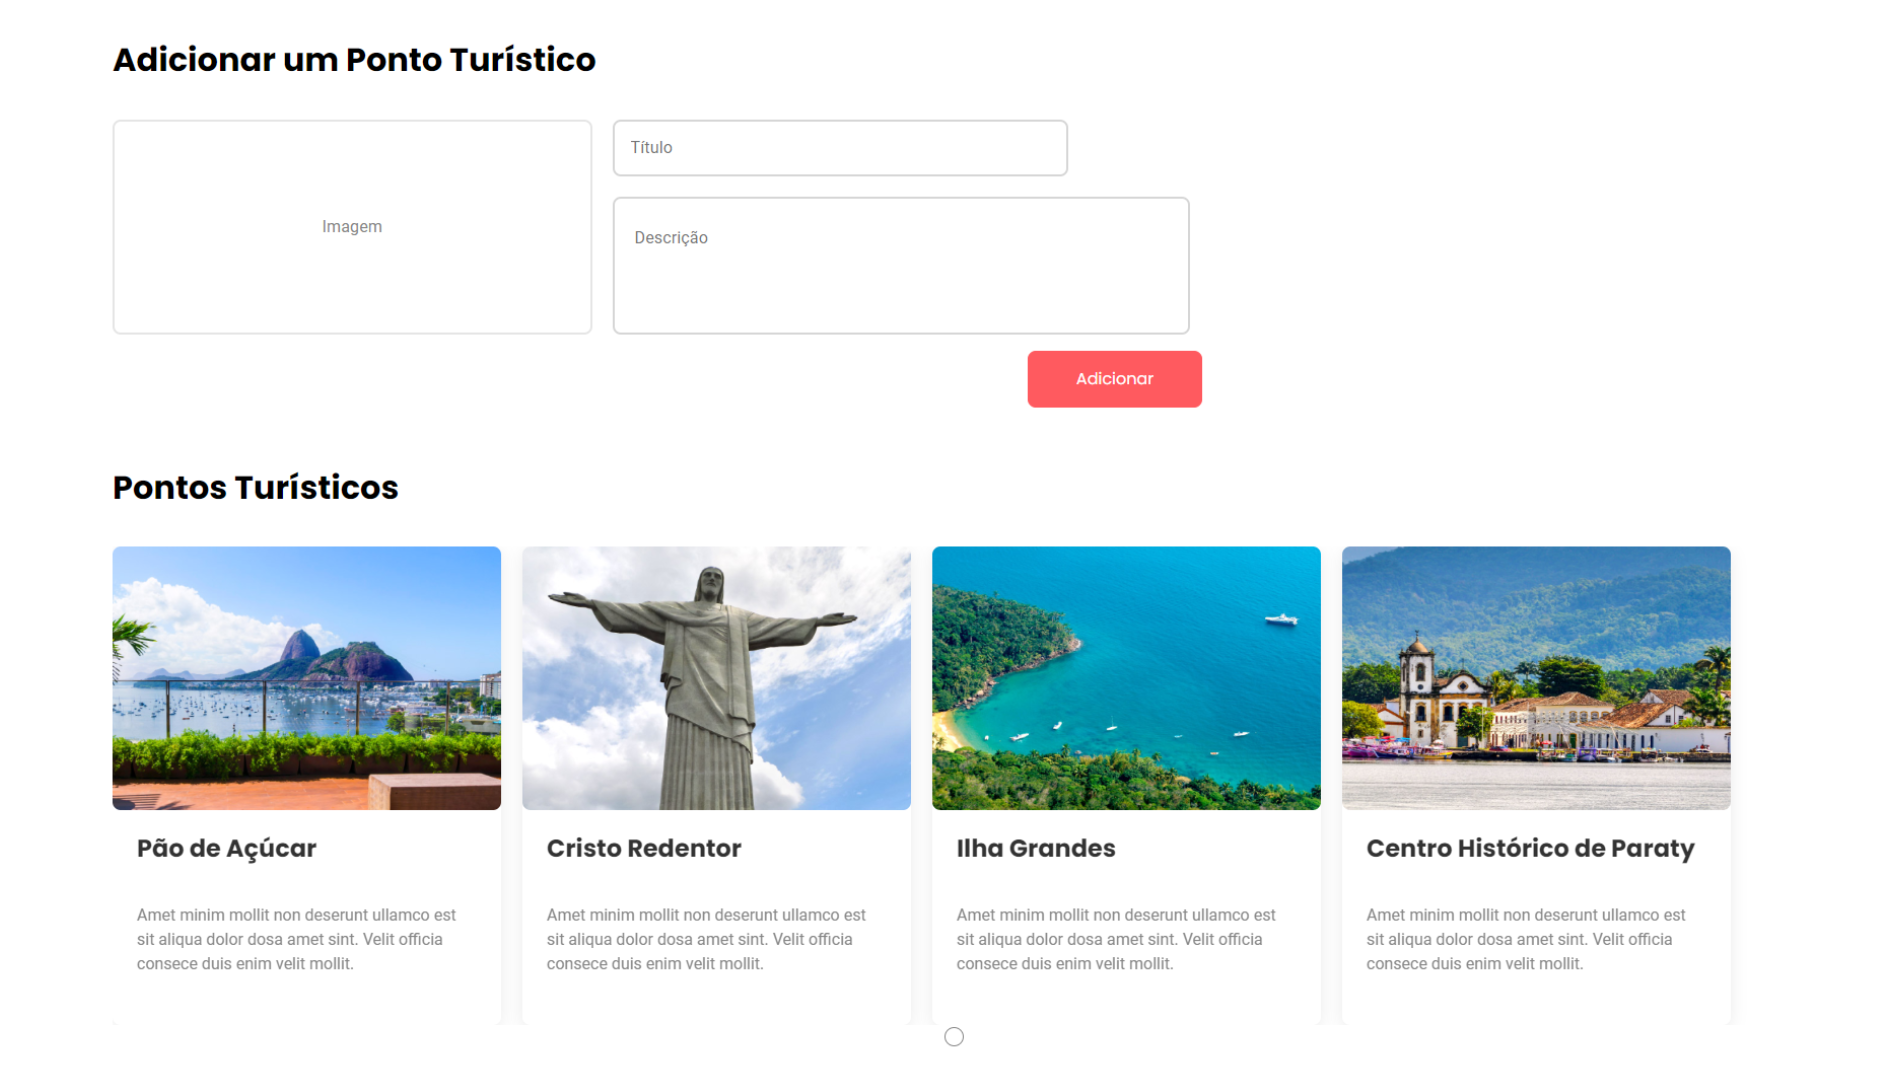 Adicionar um Ponto Turístico
Imagem
Título
Descrição
Adicionar
Pontos Turísticos
Pão de Açúcar
Amet minim mollit non deserunt ullamco est
sit aliqua dolor dosa amet sint. Velit officia
consece duis enim velit mollit.
Cristo Redentor
Amet minim mollit non deserunt ullamco est
sit aliqua dolor dosa amet sint. Velit officia
consece duis enim velit mollit.
Ilha Grandes
Amet minim mollit non deserunt ullamco est
sit aliqua dolor dosa amet sint. Velit officia
consece duis enim velit mollit.
Centro Histórico de Paraty
Amet minim mollit non deserunt ullamco est
sit aliqua dolor dosa amet sint. Velit officia
consece duis enim velit mollit.